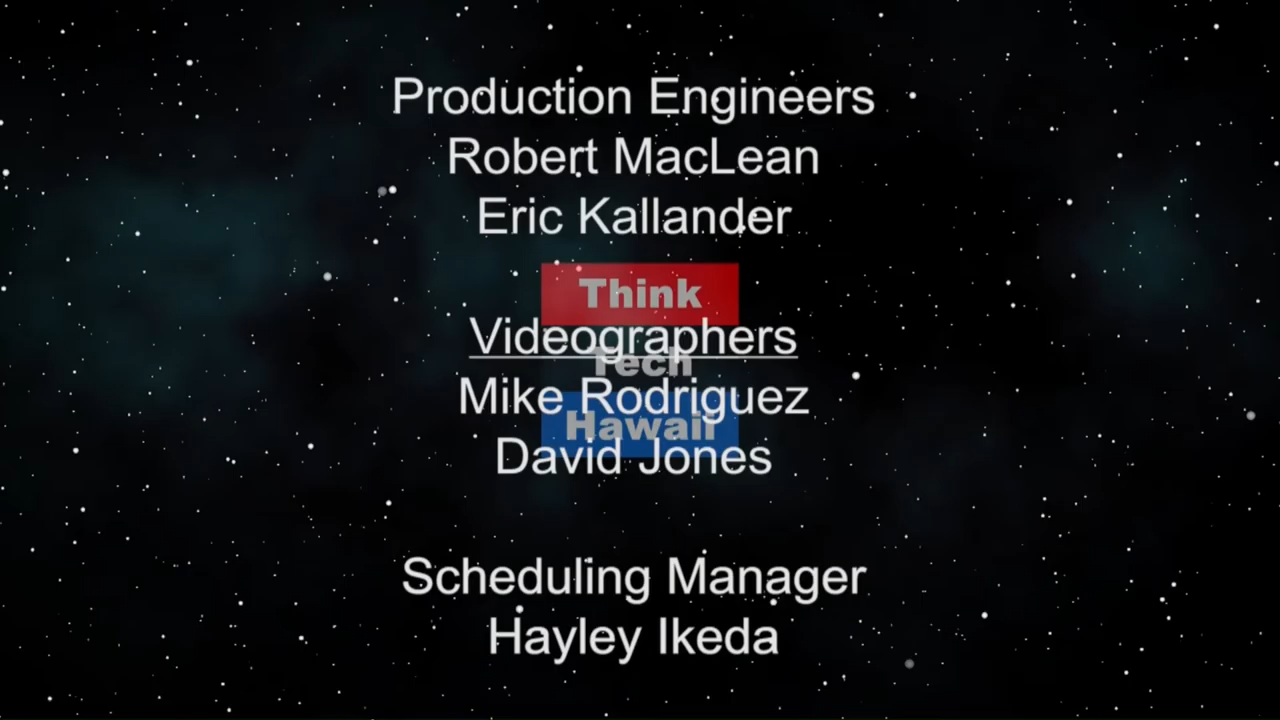 Production Engineers
Robert MacLean
Eric Kallander
Think
Videographers
Tech
Mike Rodriguez
Hawaii
David Jones
Scheduling Manager
Hayley Ikeda